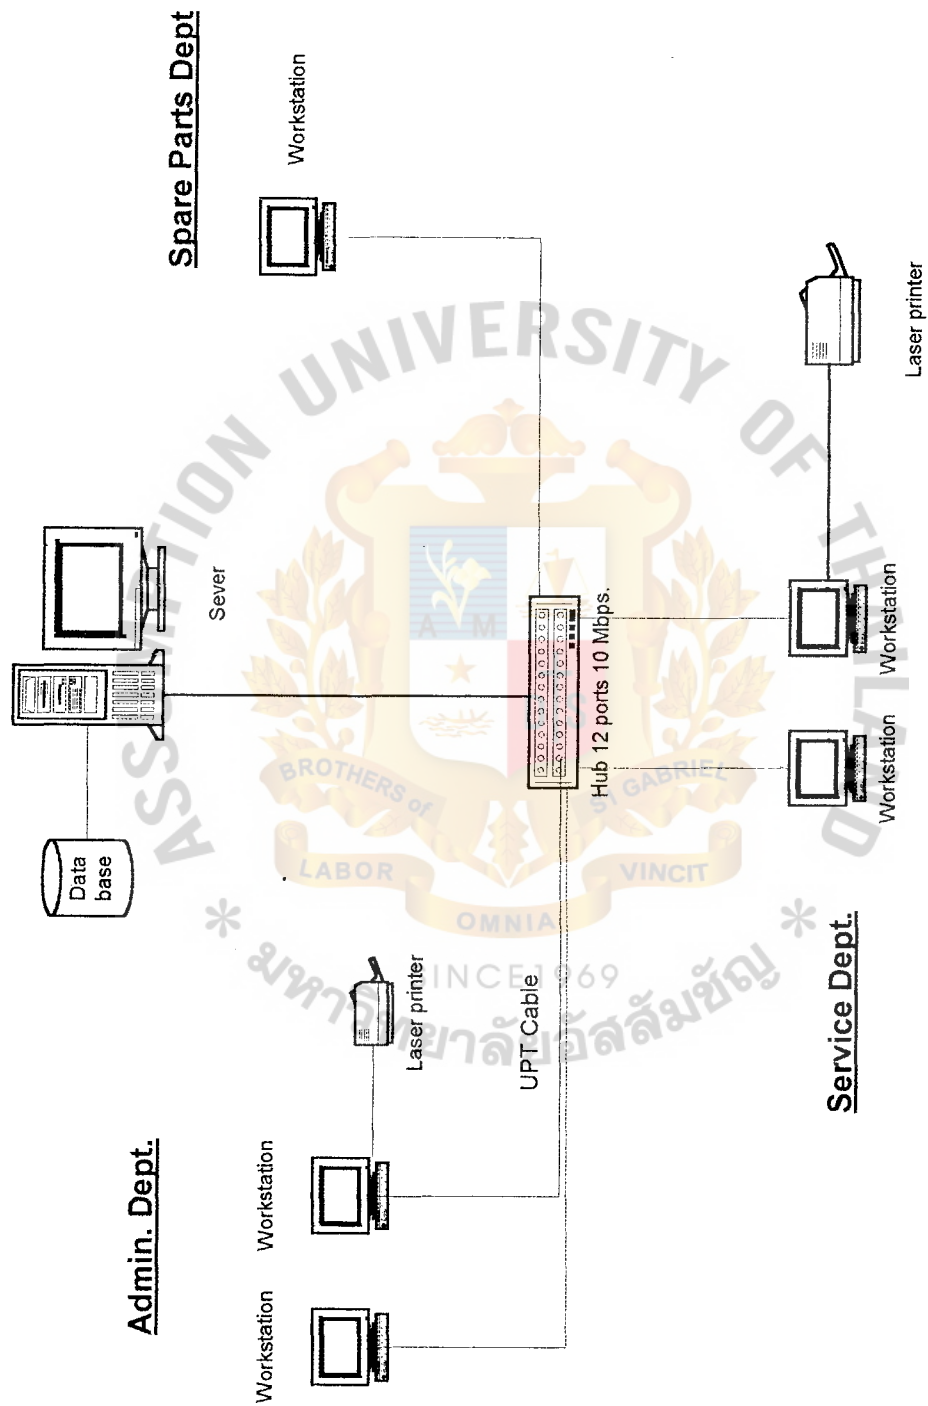 Admin. Dept.
Spare Parts Dept
Data
base
Sever
Workstation
Workstation
Workstation
Laser printer
UPT Cable
Hub 12 ports 10 Mbps.
Service Dept.
Workstation
Workstation
Laser printer
ASSUMPTION UNIVERSITY OF THAILAND
A M
BROTHERS of
ST GABRIEL
LABOR
OMNIA
VINCIT
SINCE1969
* มหาวิทยาลัยอัสสัมชัญ *